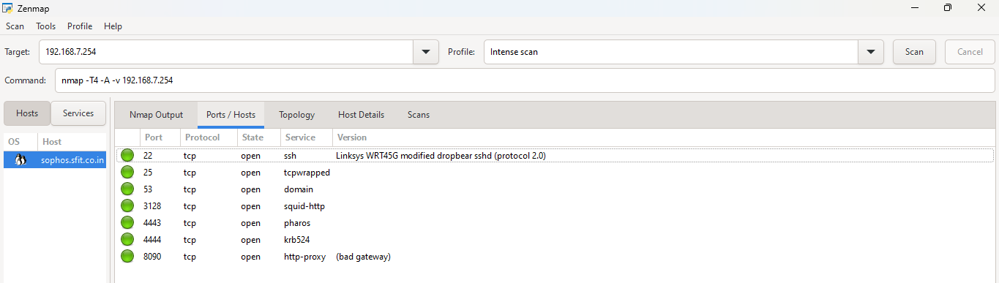 Zenmap
Scan Tools Profile Help
Target: 192.168.7.254 Profile: Intense scan Scan Cancel
Command: nmap -T4 -A -v 192.168.7.254
Hosts Services Nmap Output Ports / Hosts Topology Host Details Scans
OS Host Port Protocol State Service Version
sophos.sfit.co.in 22 tcp open ssh Linksys WRT45G modified dropbear sshd (protocol 2.0)
25 tcp open tcpwrapped
53 tcp open domain
3128 tcp open squid-http
4443 tcp open pharos
4444 tcp open krb524
8090 tcp open http-proxy (bad gateway)